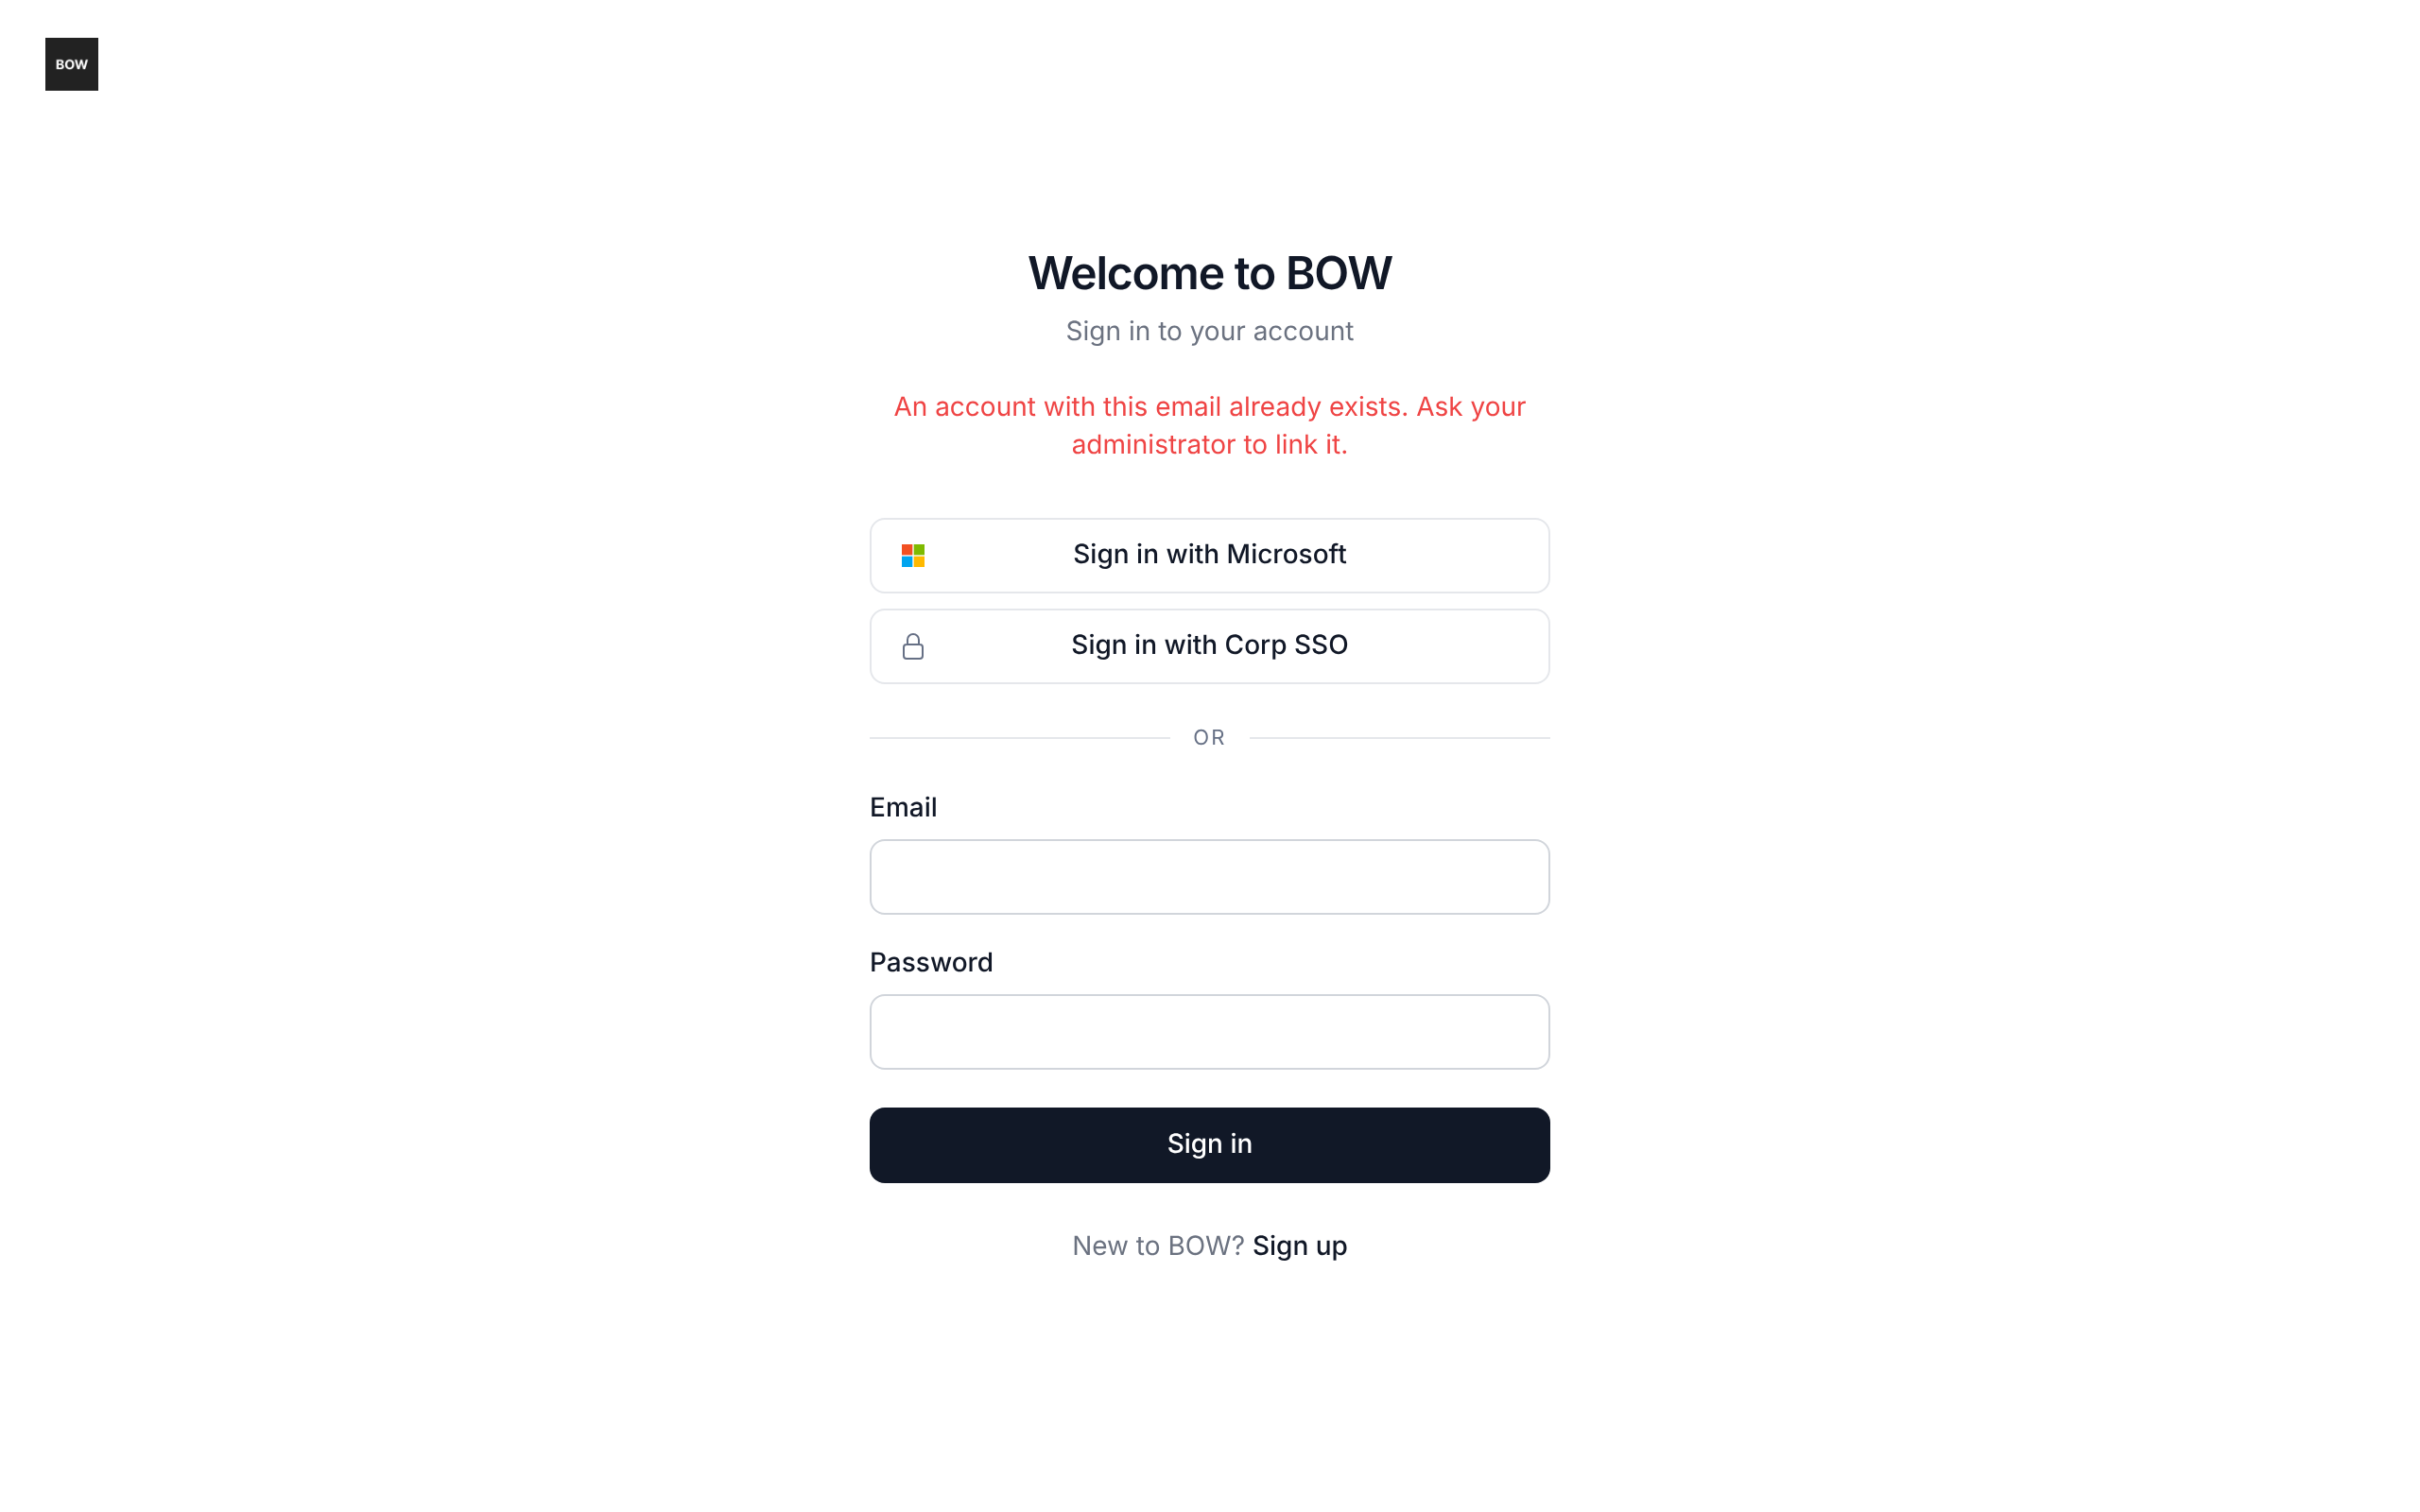 BOW
Welcome to BOW
Sign in to your account
An account with this email already exists. Ask your
administrator to link it.
Sign in with Microsoft
Sign in with Corp SSO
OR
Email
Password
Sign in
New to BOW? Sign up